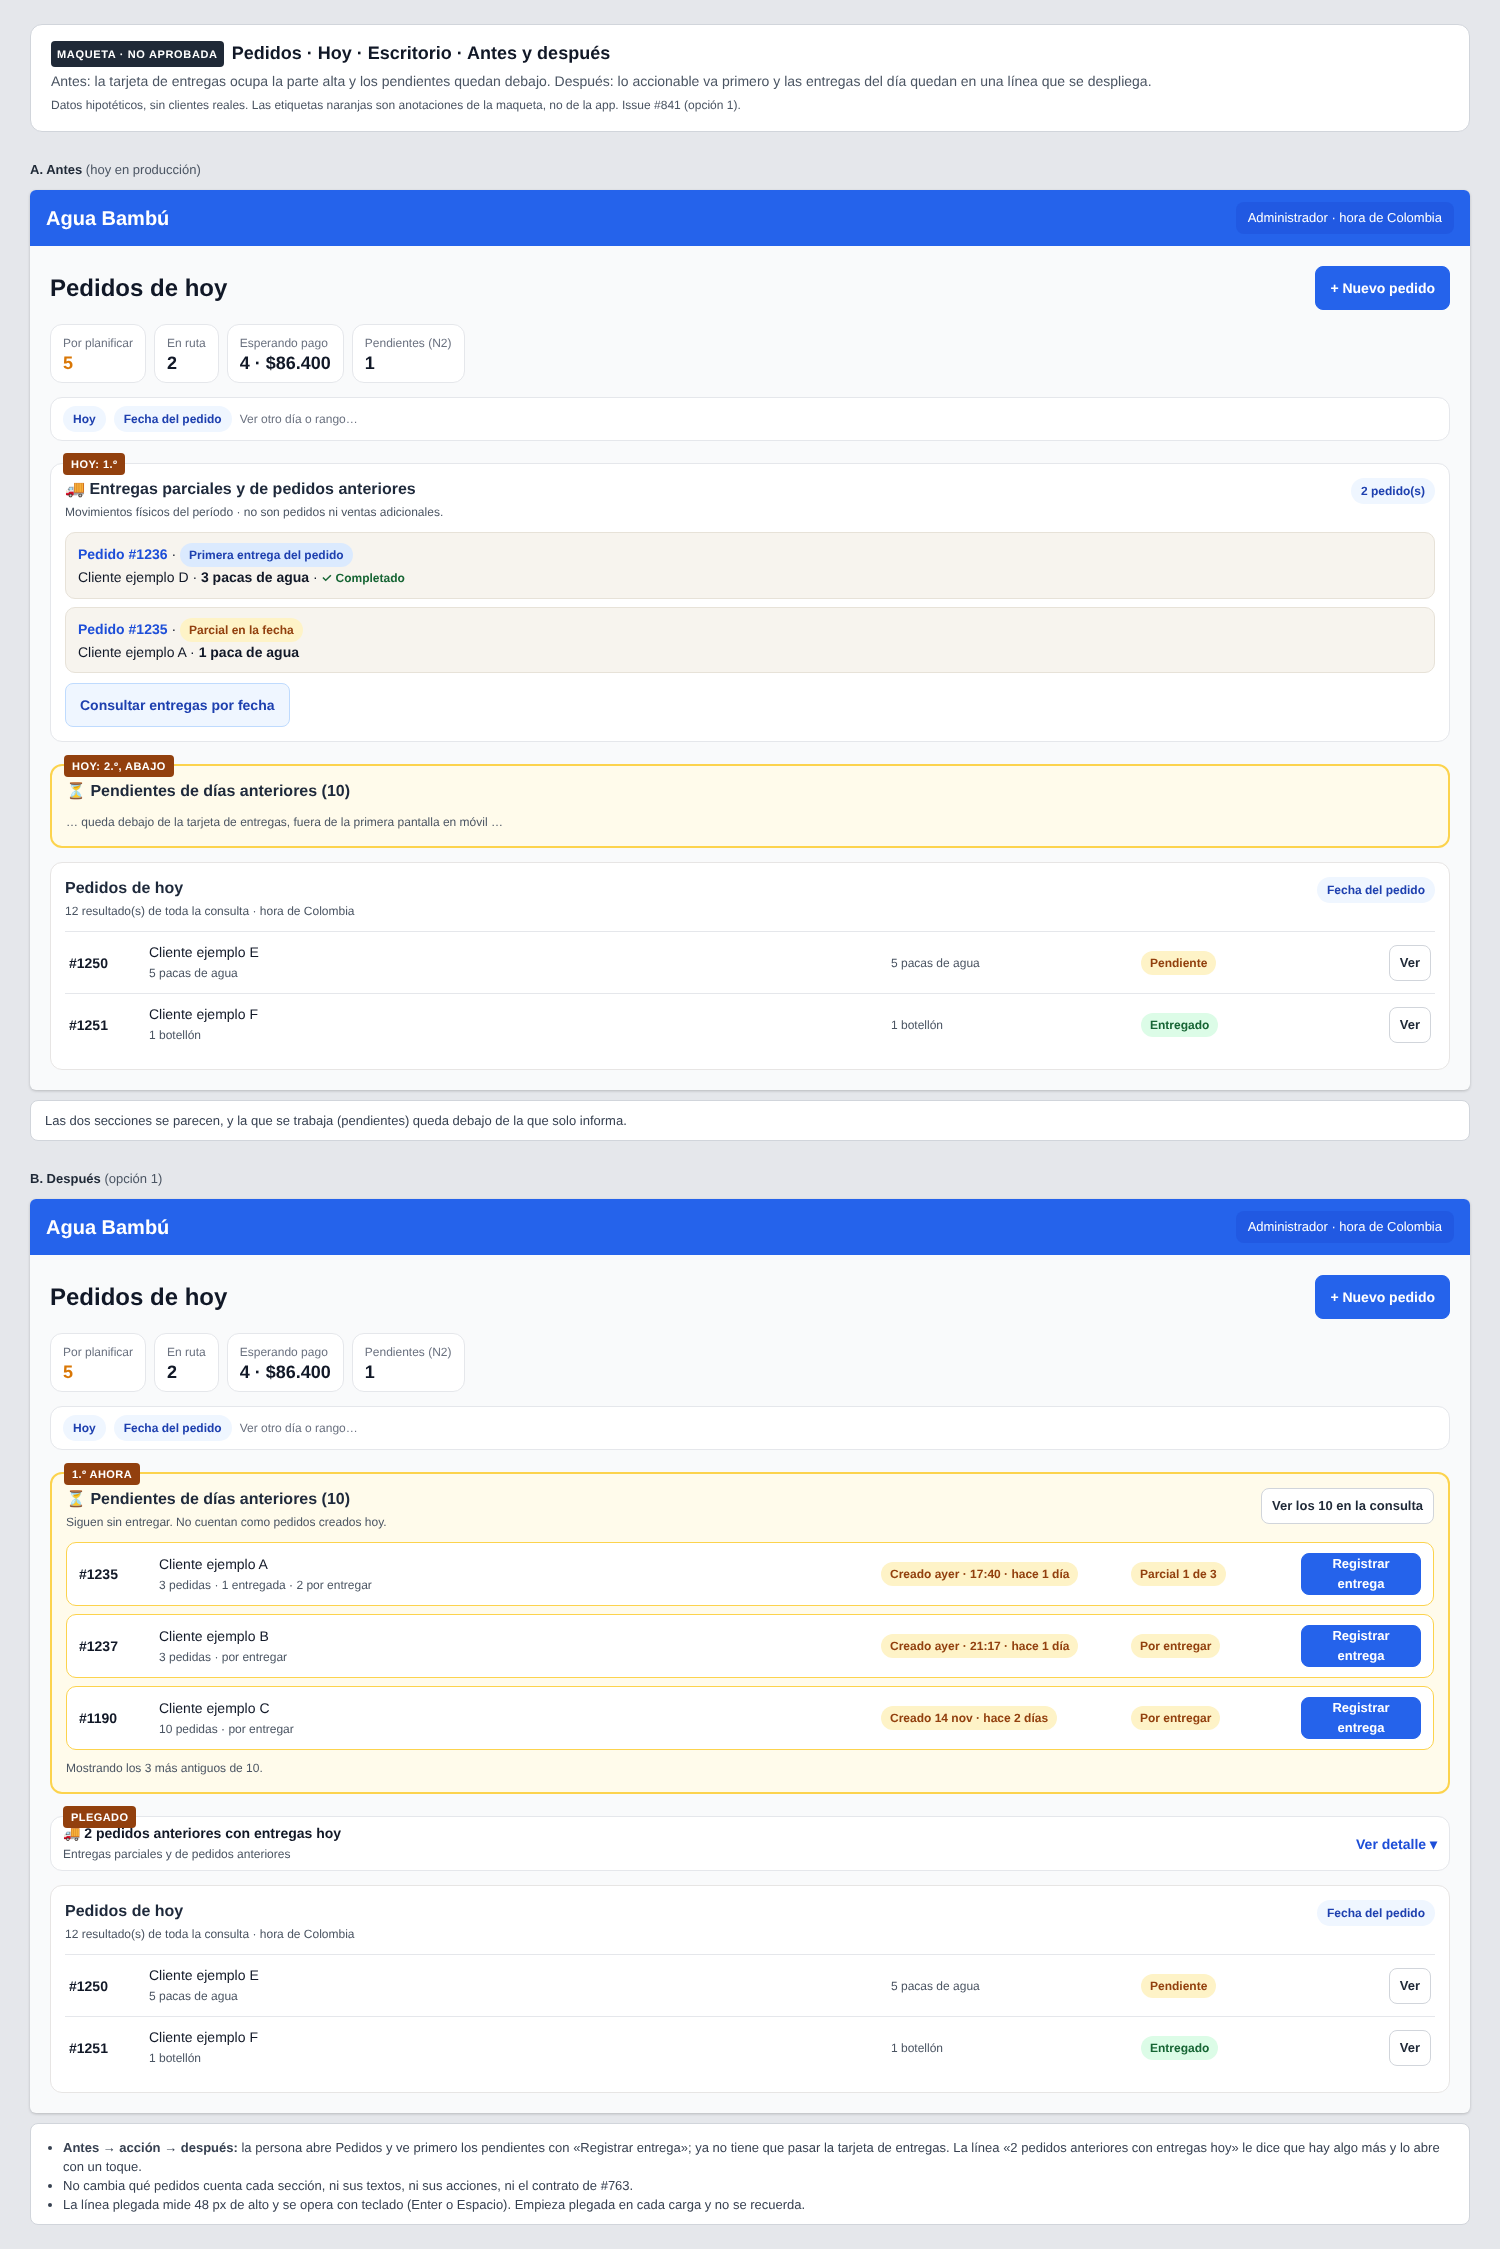 MAQUETA · NO APROBADA Pedidos · Hoy · Escritorio · Antes y después
Antes: la tarjeta de entregas ocupa la parte alta y los pendientes quedan debajo. Después: lo accionable va primero y las entregas del día quedan en una línea que se despliega.
Datos hipotéticos, sin clientes reales. Las etiquetas naranjas son anotaciones de la maqueta, no de la app. Issue #841 (opción 1).
A. Antes (hoy en producción)
Agua Bambú
Administrador · hora de Colombia
Pedidos de hoy
+ Nuevo pedido
Por planificar
5
En ruta
2
Esperando pago
4 · $86.400
Pendientes (N2)
1
Hoy Fecha del pedido Ver otro día o rango…
HOY: 1.º
🚚 Entregas parciales y de pedidos anteriores
2 pedido(s)
Movimientos físicos del período · no son pedidos ni ventas adicionales.
Pedido #1236 · Primera entrega del pedido
Cliente ejemplo D · 3 pacas de agua · ✓ Completado
Pedido #1235 · Parcial en la fecha
Cliente ejemplo A · 1 paca de agua
Consultar entregas por fecha
HOY: 2.º, ABAJO
⏳ Pendientes de días anteriores (10)
… queda debajo de la tarjeta de entregas, fuera de la primera pantalla en móvil …
Pedidos de hoy
Fecha del pedido
12 resultado(s) de toda la consulta · hora de Colombia
#1250
Cliente ejemplo E
5 pacas de agua
5 pacas de agua
Pendiente
Ver
#1251
Cliente ejemplo F
1 botellón
1 botellón
Entregado
Ver
Las dos secciones se parecen, y la que se trabaja (pendientes) queda debajo de la que solo informa.
B. Después (opción 1)
Agua Bambú
Administrador · hora de Colombia
Pedidos de hoy
+ Nuevo pedido
Por planificar
5
En ruta
2
Esperando pago
4 · $86.400
Pendientes (N2)
1
Hoy Fecha del pedido Ver otro día o rango…
1.º AHORA
⏳ Pendientes de días anteriores (10)
Ver los 10 en la consulta
Siguen sin entregar. No cuentan como pedidos creados hoy.
#1235
Cliente ejemplo A
3 pedidas · 1 entregada · 2 por entregar
Creado ayer · 17:40 · hace 1 día
Parcial 1 de 3
Registrar
entrega
#1237
Cliente ejemplo B
3 pedidas · por entregar
Creado ayer · 21:17 · hace 1 día
Por entregar
Registrar
entrega
#1190
Cliente ejemplo C
10 pedidas · por entregar
Creado 14 nov · hace 2 días
Por entregar
Registrar
entrega
Mostrando los 3 más antiguos de 10.
PLEGADO
🚚 2 pedidos anteriores con entregas hoy
Entregas parciales y de pedidos anteriores
Ver detalle ▾
Pedidos de hoy
Fecha del pedido
12 resultado(s) de toda la consulta · hora de Colombia
#1250
Cliente ejemplo E
5 pacas de agua
5 pacas de agua
Pendiente
Ver
#1251
Cliente ejemplo F
1 botellón
1 botellón
Entregado
Ver
• Antes → acción → después: la persona abre Pedidos y ve primero los pendientes con «Registrar entrega»; ya no tiene que pasar la tarjeta de entregas. La línea «2 pedidos anteriores con entregas hoy» le dice que hay algo más y lo abre
con un toque.
• No cambia qué pedidos cuenta cada sección, ni sus textos, ni sus acciones, ni el contrato de #763.
• La línea plegada mide 48 px de alto y se opera con teclado (Enter o Espacio). Empieza plegada en cada carga y no se recuerda.